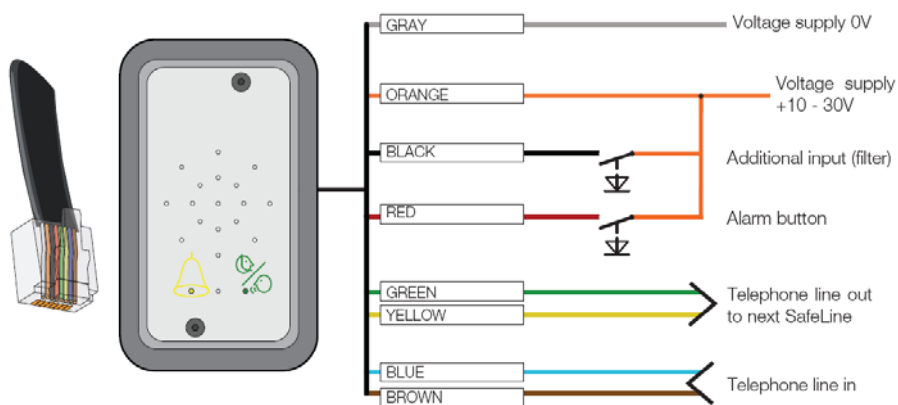 GRAY
Voltage supply 0V
ORANGE
Voltage supply
+10 - 30V
BLACK
Additional input (filter)
RED
Alarm button
GREEN
YELLOW
Telephone line out
to next SafeLine
BLUE
BROWN
Telephone line in